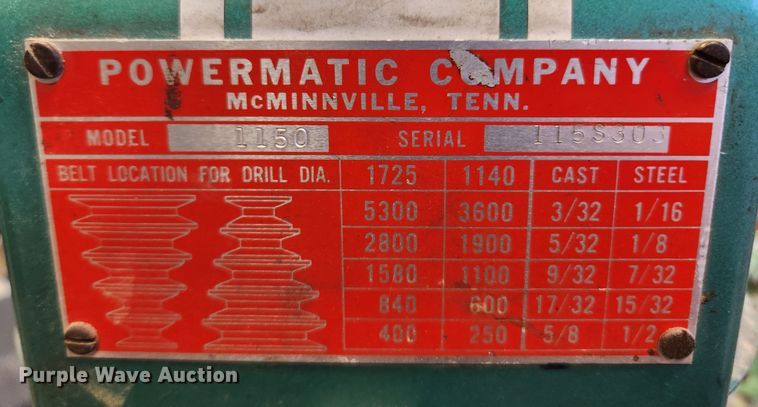 POWERMATIC COMPANY
McMINNVILLE, TENN.
MODEL 1150 SERIAL 115S303
BELT LOCATION FOR DRILL DIA. 1725 1140 CAST STEEL
5300 3600 3/32 1/16
2800 1900 5/32 1/8
1580 1100 9/32 7/32
840 600 17/32 15/32
400 250 5/8 1/2
Purple Wave Auction